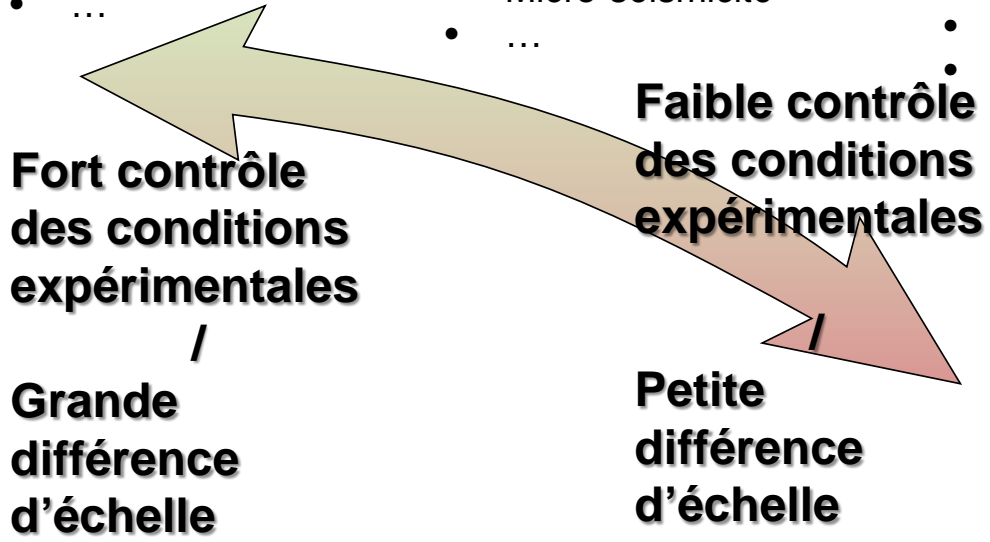 • …
• …
•
•
Fort contrôle
des conditions
expérimentales
/
Grande
différence
d’échelle
Faible contrôle
des conditions
expérimentales
/
Petite
différence
d’échelle